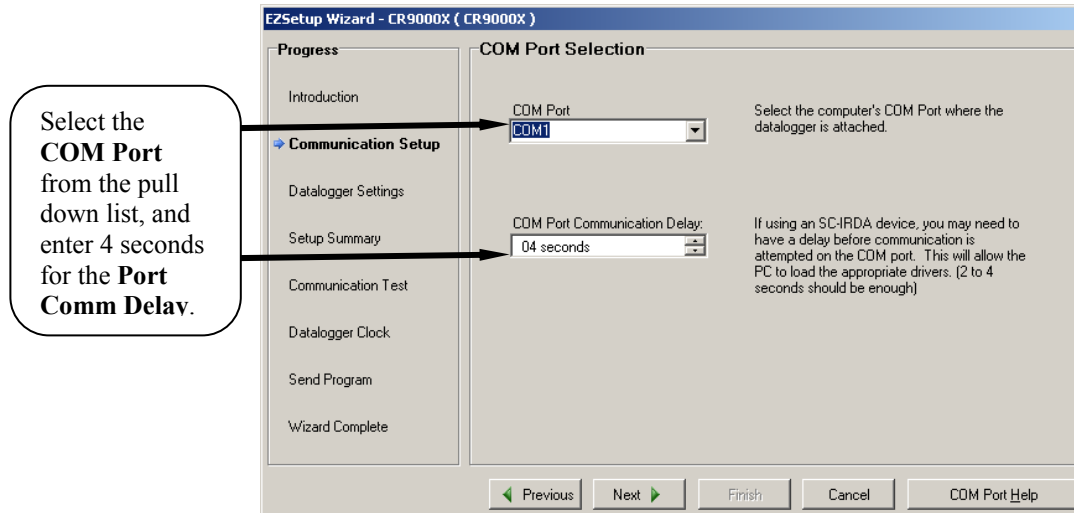 EZSetup Wizard - CR9000X ( CR9000X )
Progress
Introduction
Communication Setup
Datalogger Settings
Setup Summary
Communication Test
Datalogger Clock
Send Program
Wizard Complete
COM Port Selection
COM Port
COM1
Select the computer's COM Port where the
datalogger is attached.
COM Port Communication Delay:
04 seconds
If using an SC-IRDA device, you may need to
have a delay before communication is
attempted on the COM port. This will allow the
PC to load the appropriate drivers. (2 to 4
seconds should be enough)
Select the
COM Port
from the pull
down list, and
enter 4 seconds
for the Port
Comm Delay.
Previous
Next
Finish
Cancel
COM Port Help